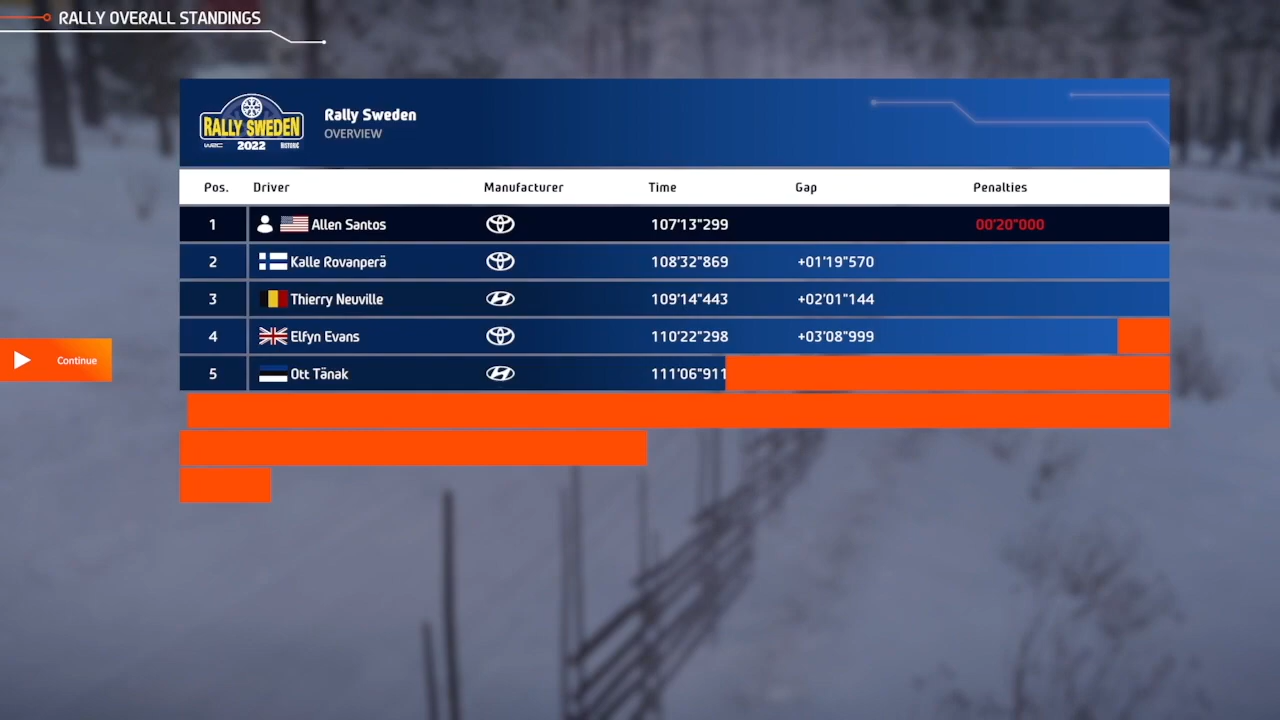 RALLY OVERALL STANDINGS
RALLY SWEDEN
WRC 2022 HISTORIC
Rally Sweden
OVERVIEW
Pos. Driver Manufacturer Time Gap Penalties
1 Allen Santos 107'13"299 00'20"000
2 Kalle Rovanperä 108'32"869 +01'19"570
3 Thierry Neuville 109'14"443 +02'01"144
4 Elfyn Evans 110'22"298 +03'08"999
5 Ott Tänak 111'06"911
Continue